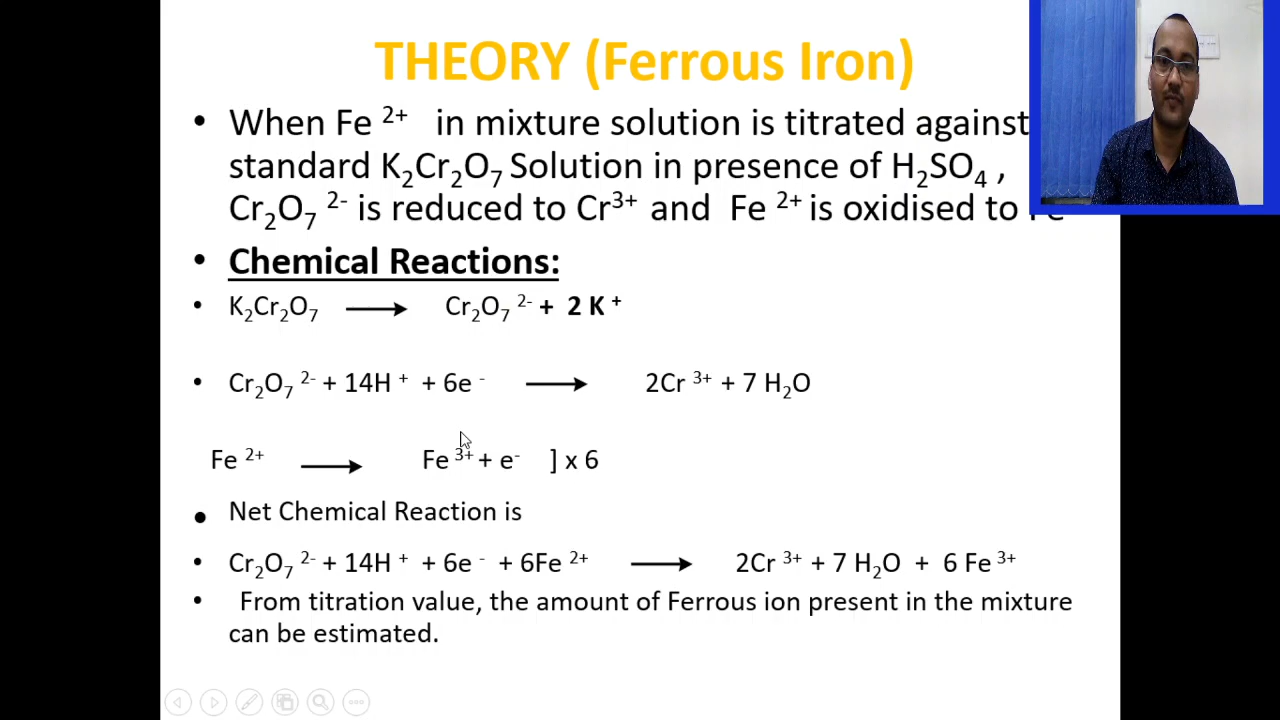 THEORY (Ferrous Iron)
• When Fe ²⁺ in mixture solution is titrated against
standard K₂Cr₂O₇ Solution in presence of H₂SO₄ ,
Cr₂O₇ ²⁻ is reduced to Cr³⁺ and Fe ²⁺ is oxidised to
• Chemical Reactions:
• K₂Cr₂O₇ ⟶ Cr₂O₇ ²⁻ + 2 K ⁺
• Cr₂O₇ ²⁻ + 14H ⁺ + 6e ⁻ ⟶ 2Cr ³⁺ + 7 H₂O
Fe ²⁺ ⟶ Fe ³⁺ + e⁻ ] x 6
• Net Chemical Reaction is
• Cr₂O₇ ²⁻ + 14H ⁺ + 6e ⁻ + 6Fe ²⁺ ⟶ 2Cr ³⁺ + 7 H₂O + 6 Fe ³⁺
• From titration value, the amount of Ferrous ion present in the mixture
can be estimated.